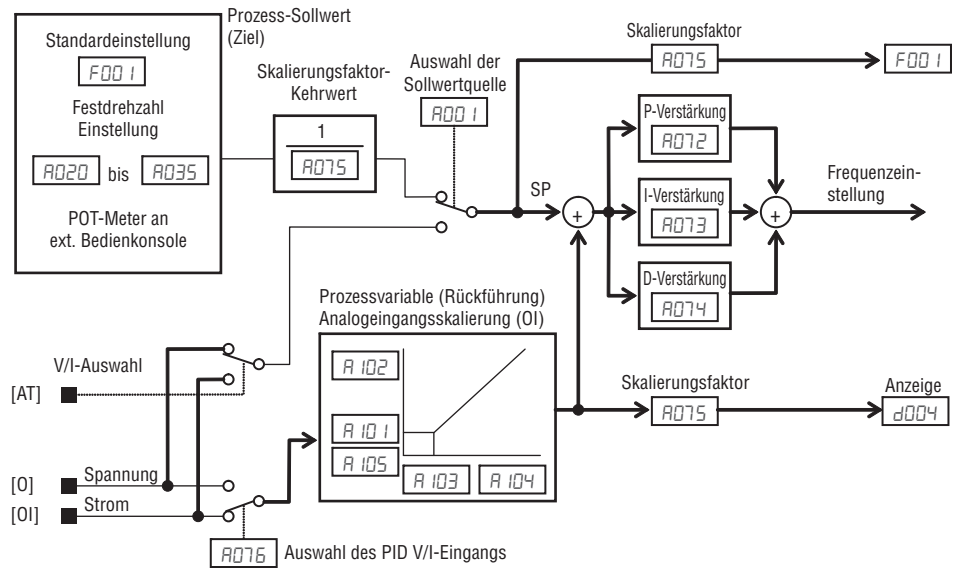 Prozess-Sollwert
(Ziel)
Standardeinstellung
F001
Festdrehzahl
Einstellung
A020 bis A035
POT-Meter an
ext. Bedienkonsole
Skalierungsfaktor-
Kehrwert
1
A075
Auswahl der
Sollwertquelle
A001
Skalierungsfaktor
A075
F001
SP
+
P-Verstärkung
A072
I-Verstärkung
A073
D-Verstärkung
A074
+
Frequenzein-
stellung
Prozessvariable (Rückführung)
Analogeingangsskalierung (OI)
A102
A101
A105
A103
A104
Skalierungsfaktor
A075
Anzeige
d004
V/I-Auswahl
[AT]
[O]
Spannung
[OI]
Strom
A076
Auswahl des PID V/I-Eingangs